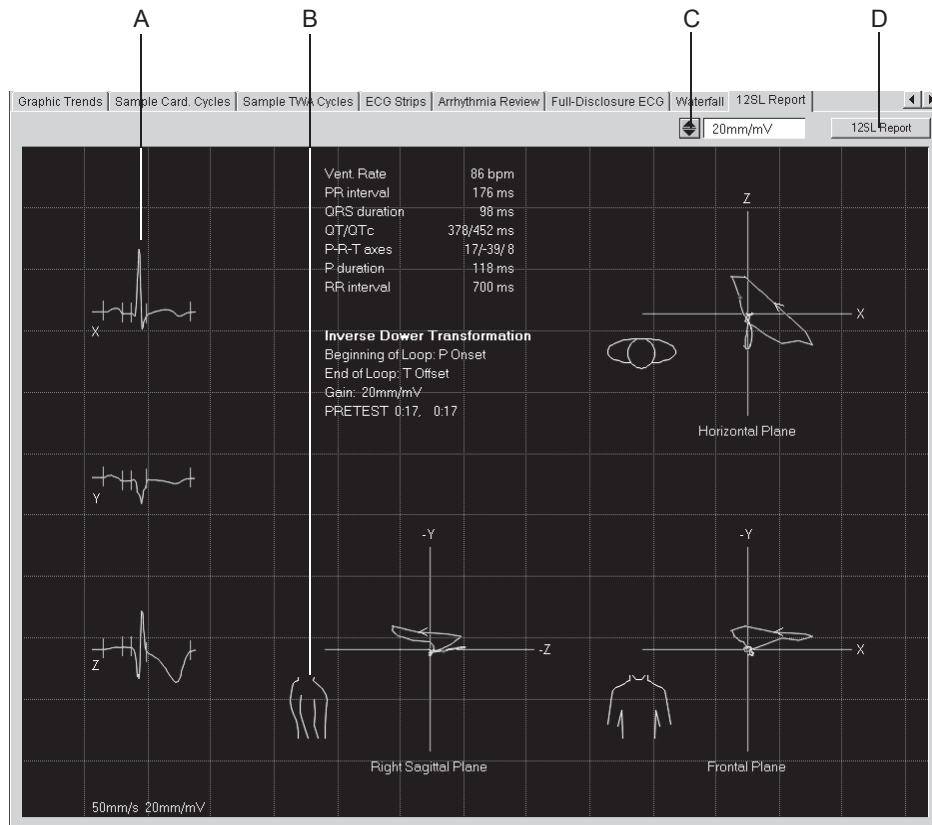 A B C D
Graphic Trends Sample Card. Cycles Sample TWA Cycles ECG Strips Arrhythmia Review Full-Disclosure ECG Waterfall 12SL Report
20mm/mV 12SL Report
Vent. Rate 86 bpm
PR interval 176 ms
QRS duration 98 ms
QT/QTc 378/452 ms
P-R-T axes 17/-39/ 8
P duration 118 ms
RR interval 700 ms
Inverse Dower Transformation
Beginning of Loop: P Onset
End of Loop: T Offset
Gain: 20mm/mV
PRETEST 0:17, 0:17
X
Y
Z
Z
X
Horizontal Plane
-Y
-Z
Right Sagittal Plane
-Y
X
Frontal Plane
50mm/s 20mm/mV